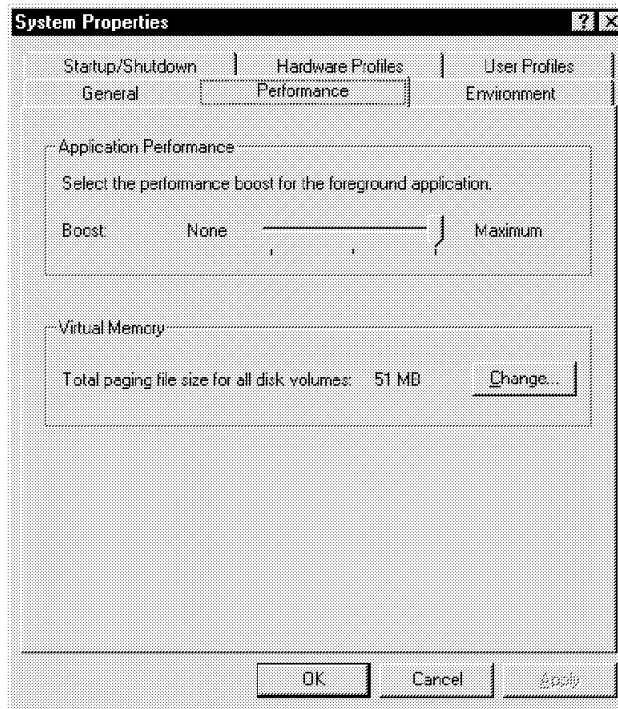 System Properties
Startup/Shutdown Hardware Profiles User Profiles
General Performance Environment
Application Performance
Select the performance boost for the foreground application.
Boost: None Maximum
Virtual Memory
Total paging file size for all disk volumes: 51 MB Change...
OK Cancel Apply